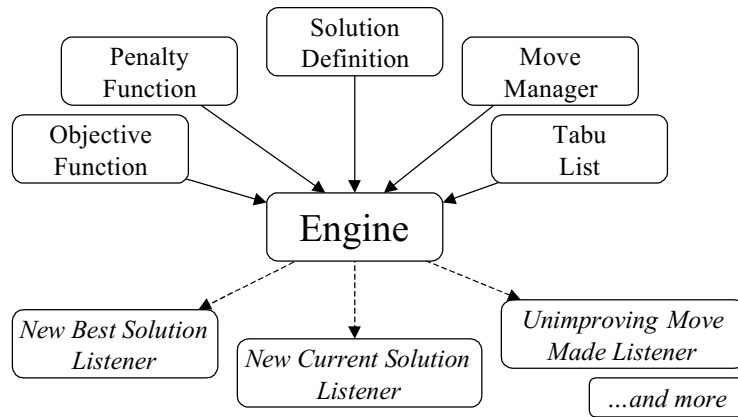 Solution
Definition
Penalty
Function
Move
Manager
Objective
Function
Tabu
List
Engine
New Best Solution
Listener
New Current Solution
Listener
Unimproving Move
Made Listener
...and more